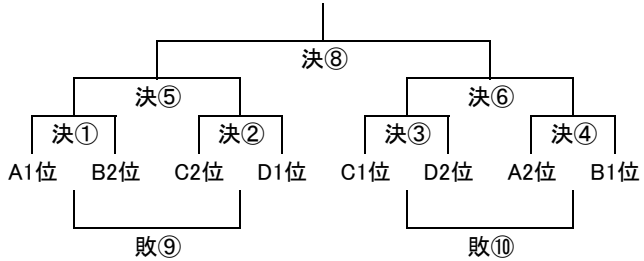 決⑧
決⑤ 決⑥
決① 決② 決③ 決④
A1位 B2位 C2位 D1位 C1位 D2位 A2位 B1位
敗⑨ 敗⑩